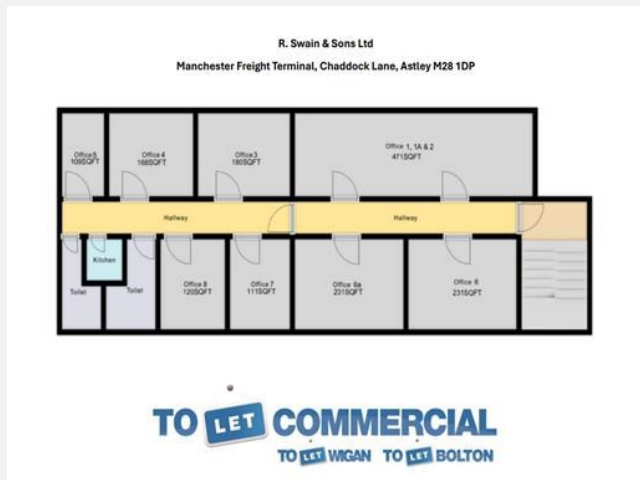 R. Swain & Sons Ltd
Manchester Freight Terminal, Chaddock Lane, Astley M28 1DP
Office 5
109SQFT
Office 4
168SQFT
Office 3
180SQFT
Office 1, 1A & 2
471SQFT
Hallway
Hallway
Kitchen
Toilet
Toilet
Office 8
120SQFT
Office 7
111SQFT
Office 6a
231SQFT
Office 6
231SQFT
TO LET COMMERCIAL
TO LET WIGAN TO LET BOLTON